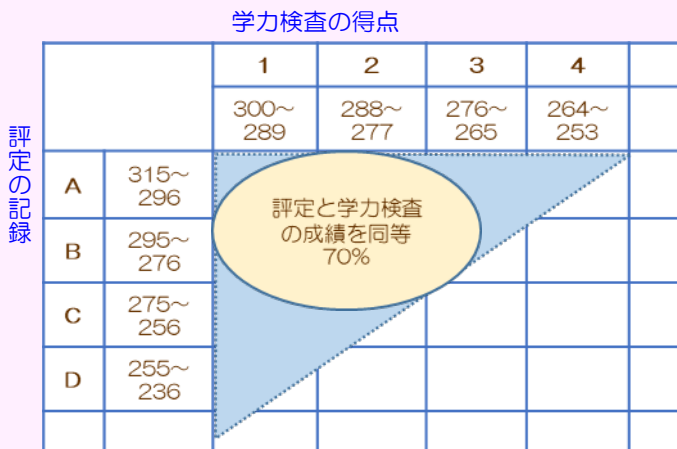 学力検査の得点
1 2 3 4
300～ 288～ 276～ 264～
289 277 265 253
評定の記録
A 315～
296
B 295～
276
C 275～
256
D 255～
236
評定と学力検査
の成績を同等
70%